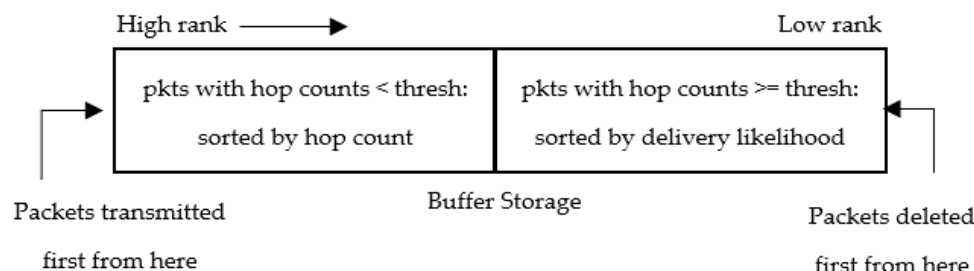 High rank
Low rank
pkts with hop counts < thresh:
sorted by hop count
pkts with hop counts >= thresh:
sorted by delivery likelihood
Buffer Storage
Packets transmitted
first from here
Packets deleted
first from here